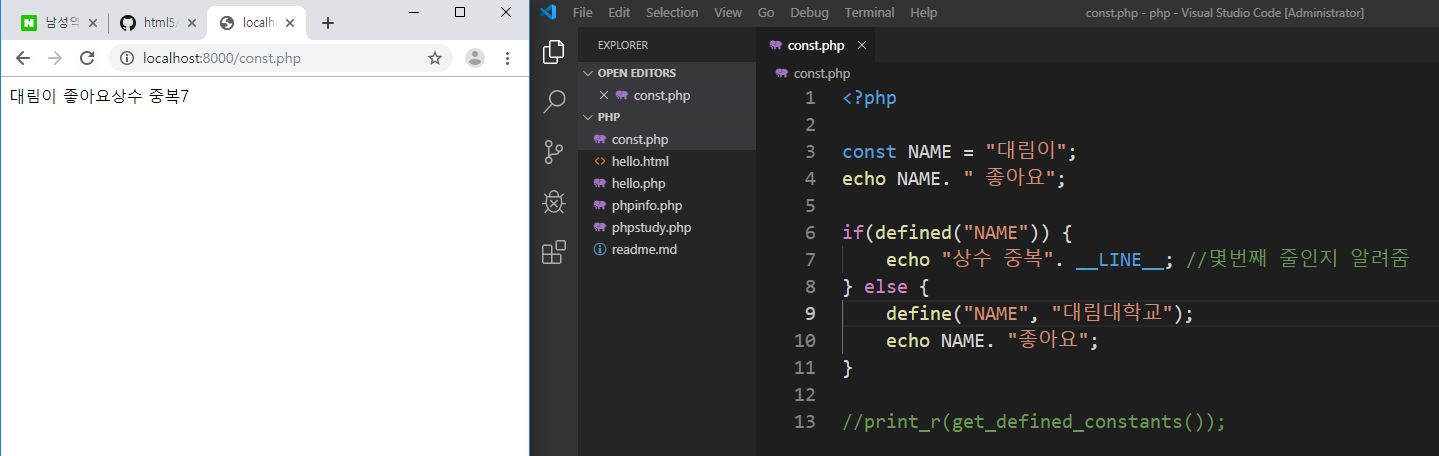 남성역
html5/
localh
localhost:8000/const.php
대림이 좋아요상수 중복7
File Edit Selection View Go Debug Terminal Help
const.php - php - Visual Studio Code [Administrator]
EXPLORER
OPEN EDITORS
const.php
PHP
const.php
hello.html
hello.php
phpinfo.php
phpstudy.php
readme.md
const.php
const.php
1 <?php
2
3 const NAME = "대림이";
4 echo NAME. " 좋아요";
5
6 if(defined("NAME")) {
7 echo "상수 중복". __LINE__; //몇번째 줄인지 알려줌
8 } else {
9 define("NAME", "대림대학교");
10 echo NAME. "좋아요";
11 }
12
13 //print_r(get_defined_constants());